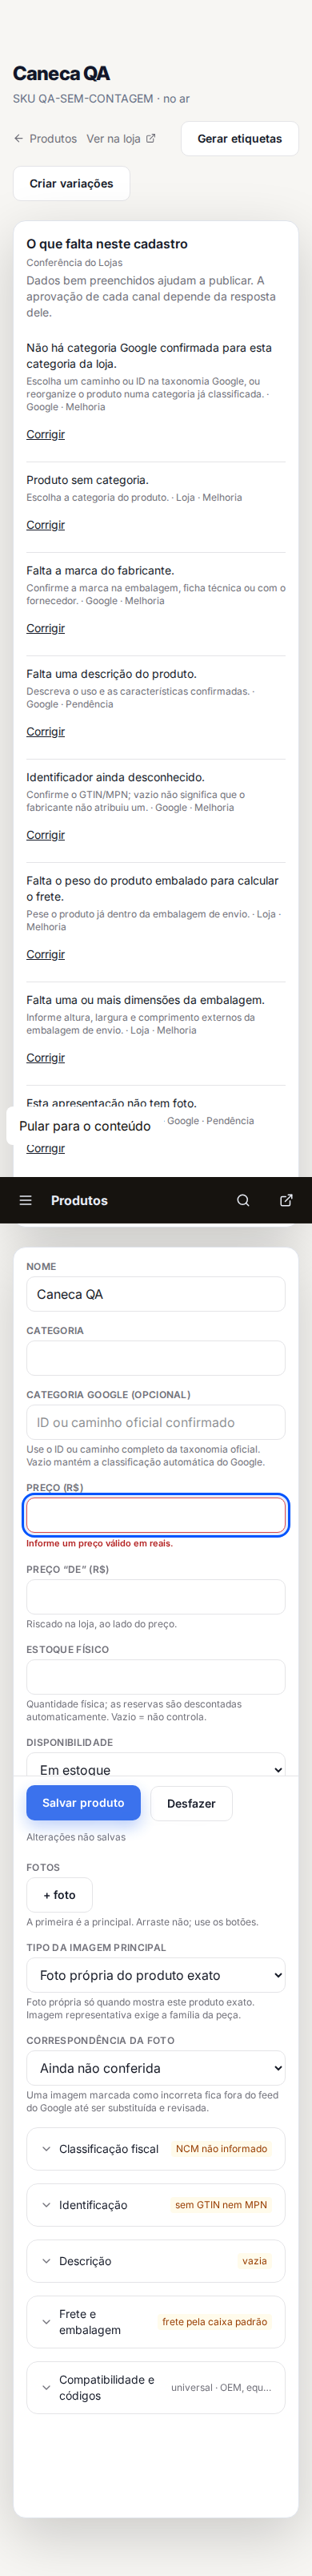 Caneca QA
SKU QA-SEM-CONTAGEM · no ar
Produtos Ver na loja
Gerar etiquetas
Criar variações
O que falta neste cadastro
Conferência do Lojas
Dados bem preenchidos ajudam a publicar. A
aprovação de cada canal depende da resposta
dele.
Não há categoria Google confirmada para esta
categoria da loja.
Escolha um caminho ou ID na taxonomia Google, ou
reorganize o produto numa categoria já classificada. ·
Google · Melhoria
Corrigir
Produto sem categoria.
Escolha a categoria do produto. · Loja · Melhoria
Corrigir
Falta a marca do fabricante.
Confirme a marca na embalagem, ficha técnica ou com o
fornecedor. · Google · Melhoria
Corrigir
Falta uma descrição do produto.
Descreva o uso e as características confirmadas. ·
Google · Pendência
Corrigir
Identificador ainda desconhecido.
Confirme o GTIN/MPN; vazio não significa que o
fabricante não atribuiu um. · Google · Melhoria
Corrigir
Falta o peso do produto embalado para calcular
o frete.
Pese o produto já dentro da embalagem de envio. · Loja ·
Melhoria
Corrigir
Falta uma ou mais dimensões da embalagem.
Informe altura, largura e comprimento externos da
embalagem de envio. · Loja · Melhoria
Corrigir
Esta apresentação não tem foto.
· Google · Pendência
Pular para o conteúdo
Corrigir
Produtos
NOME
Caneca QA
CATEGORIA
CATEGORIA GOOGLE (OPCIONAL)
ID ou caminho oficial confirmado
Use o ID ou caminho completo da taxonomia oficial.
Vazio mantém a classificação automática do Google.
PREÇO (R$)
Informe um preço válido em reais.
PREÇO “DE” (R$)
Riscado na loja, ao lado do preço.
ESTOQUE FÍSICO
Quantidade física; as reservas são descontadas
automaticamente. Vazio = não controla.
DISPONIBILIDADE
Em estoque
Salvar produto
Desfazer
Alterações não salvas
FOTOS
+ foto
A primeira é a principal. Arraste não; use os botões.
TIPO DA IMAGEM PRINCIPAL
Foto própria do produto exato
Foto própria só quando mostra este produto exato.
Imagem representativa exige a família da peça.
CORRESPONDÊNCIA DA FOTO
Ainda não conferida
Uma imagem marcada como incorreta fica fora do feed
do Google até ser substituída e revisada.
Classificação fiscal NCM não informado
Identificação sem GTIN nem MPN
Descrição vazia
Frete e
embalagem
frete pela caixa padrão
Compatibilidade e
códigos
universal · OEM, equ...